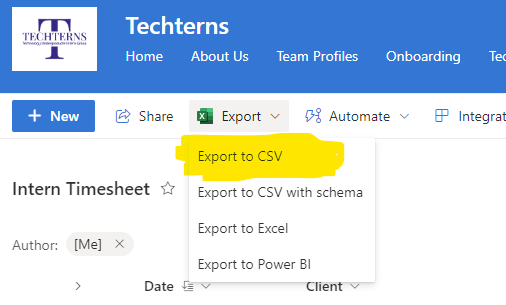 T
TECHTERNS
Techterns
Home About Us Team Profiles Onboarding Te
+ New Share Export Automate Integrat
Export to CSV
Intern Timesheet
Export to CSV with schema
Export to Excel
Author: [Me] ×
Export to Power BI
Date Client